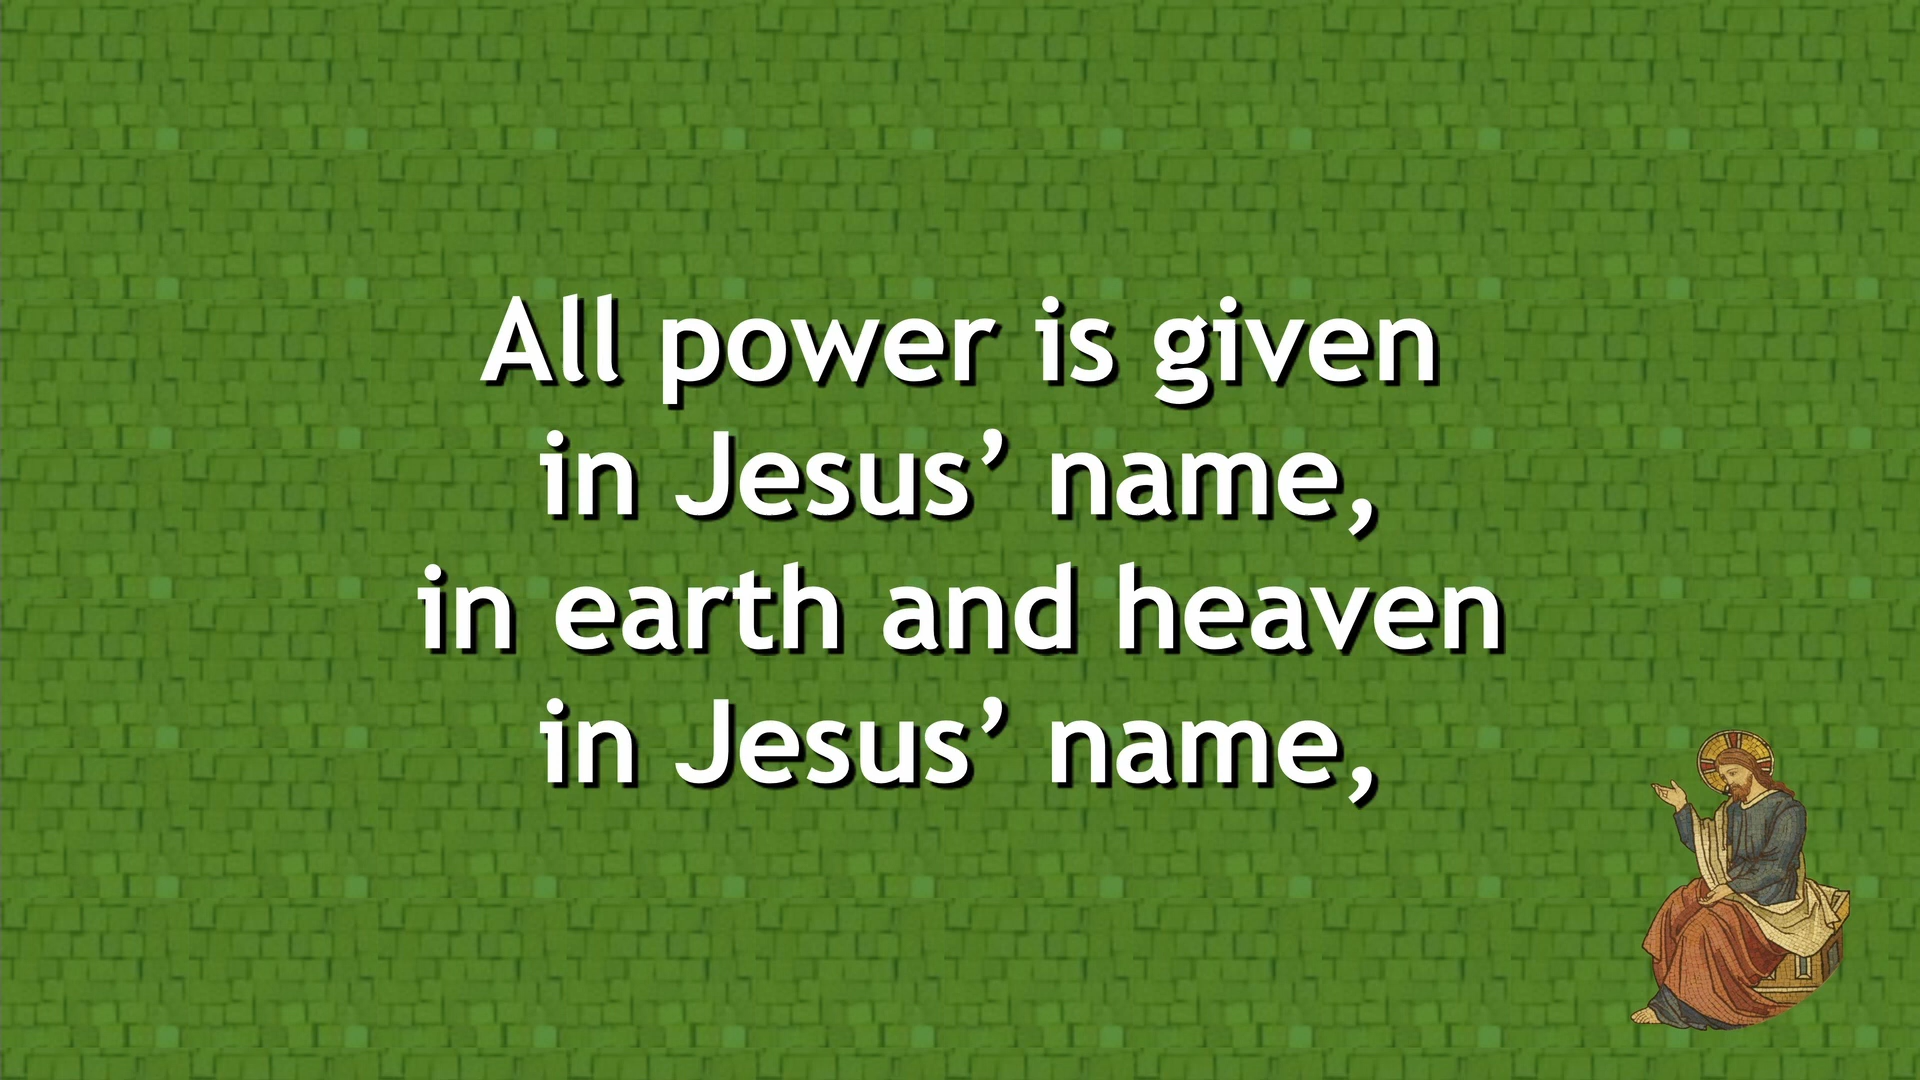 All power is given
in Jesus’ name,
in earth and heaven
in Jesus’ name,